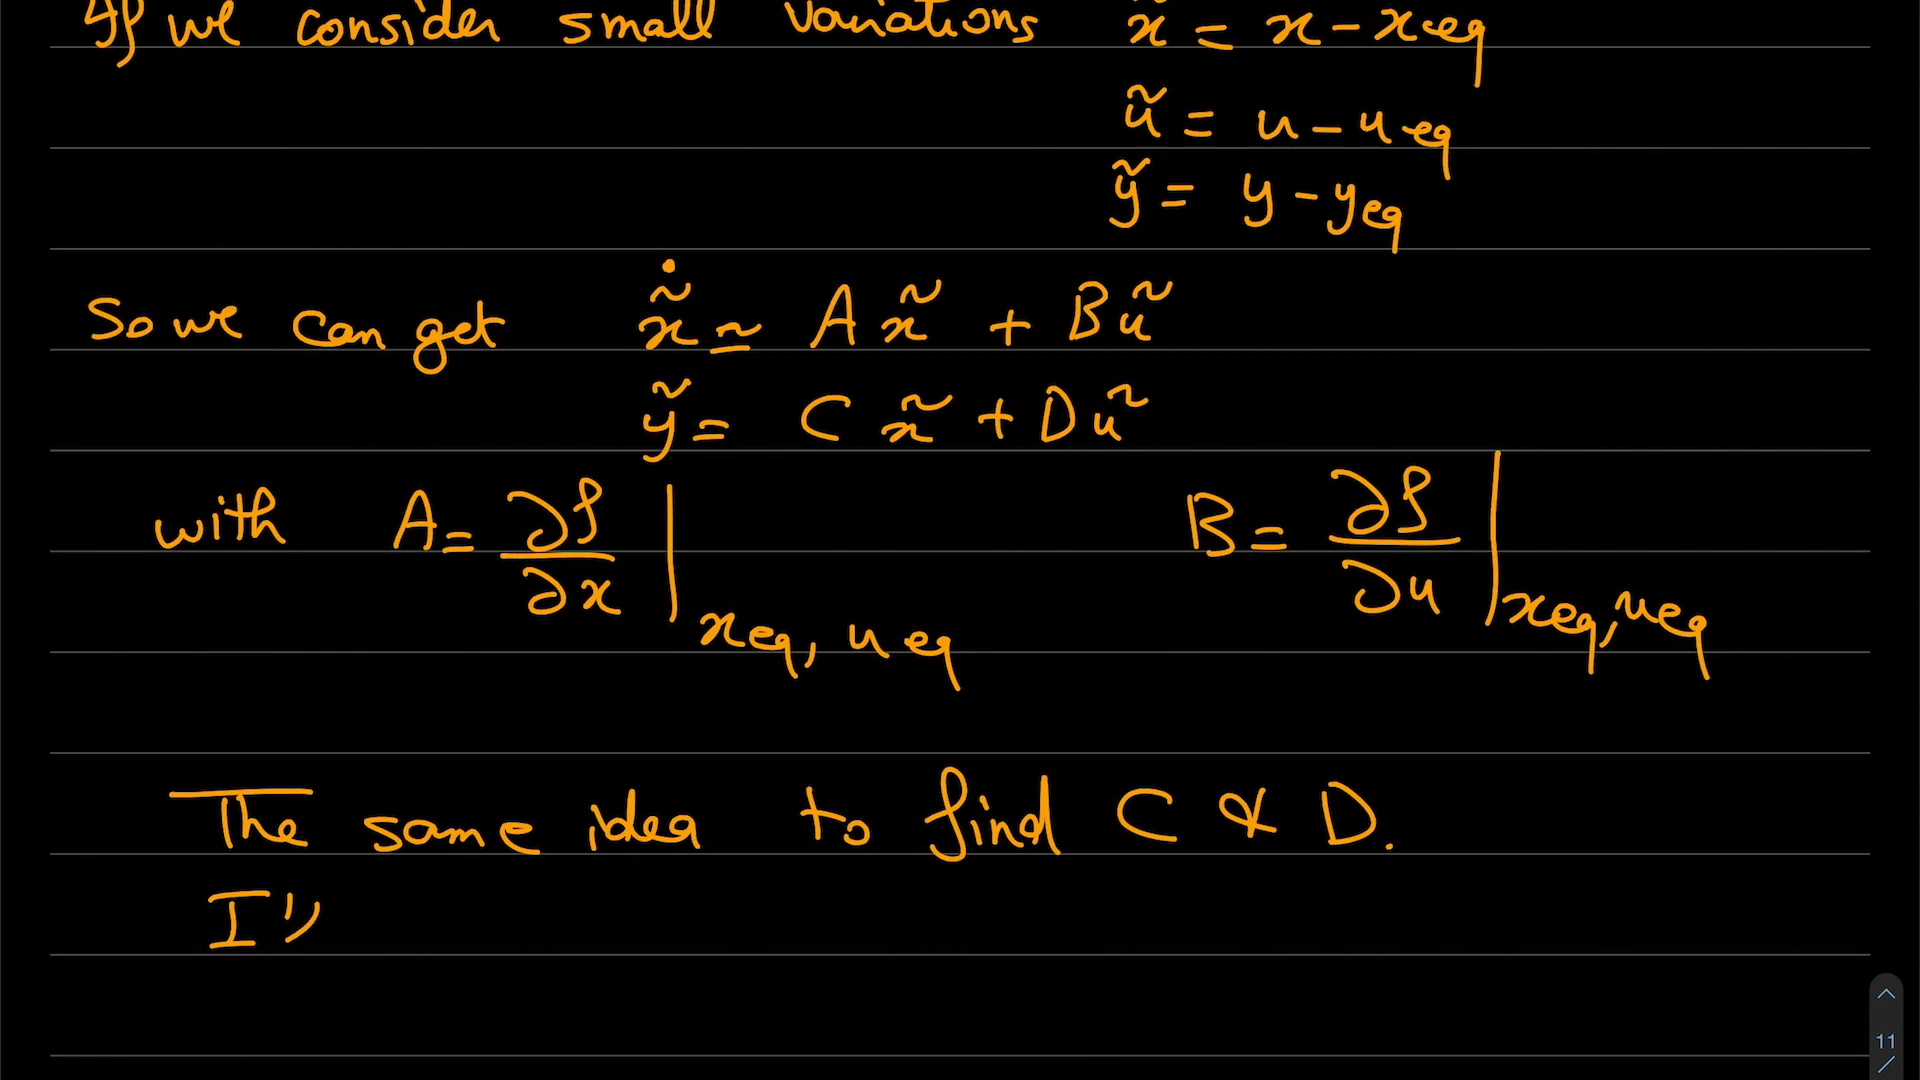 If we consider small variations x̃ = x - xeq
ũ = u - ueq
ỹ = y - yeq
So we can get ẋ̃ ≃ A x̃ + B ũ
ỹ = C x̃ + D ũ
with A = ∂f/∂x | xeq, ueq B = ∂f/∂u | xeq, ueq
The same idea to find C & D.
11
/